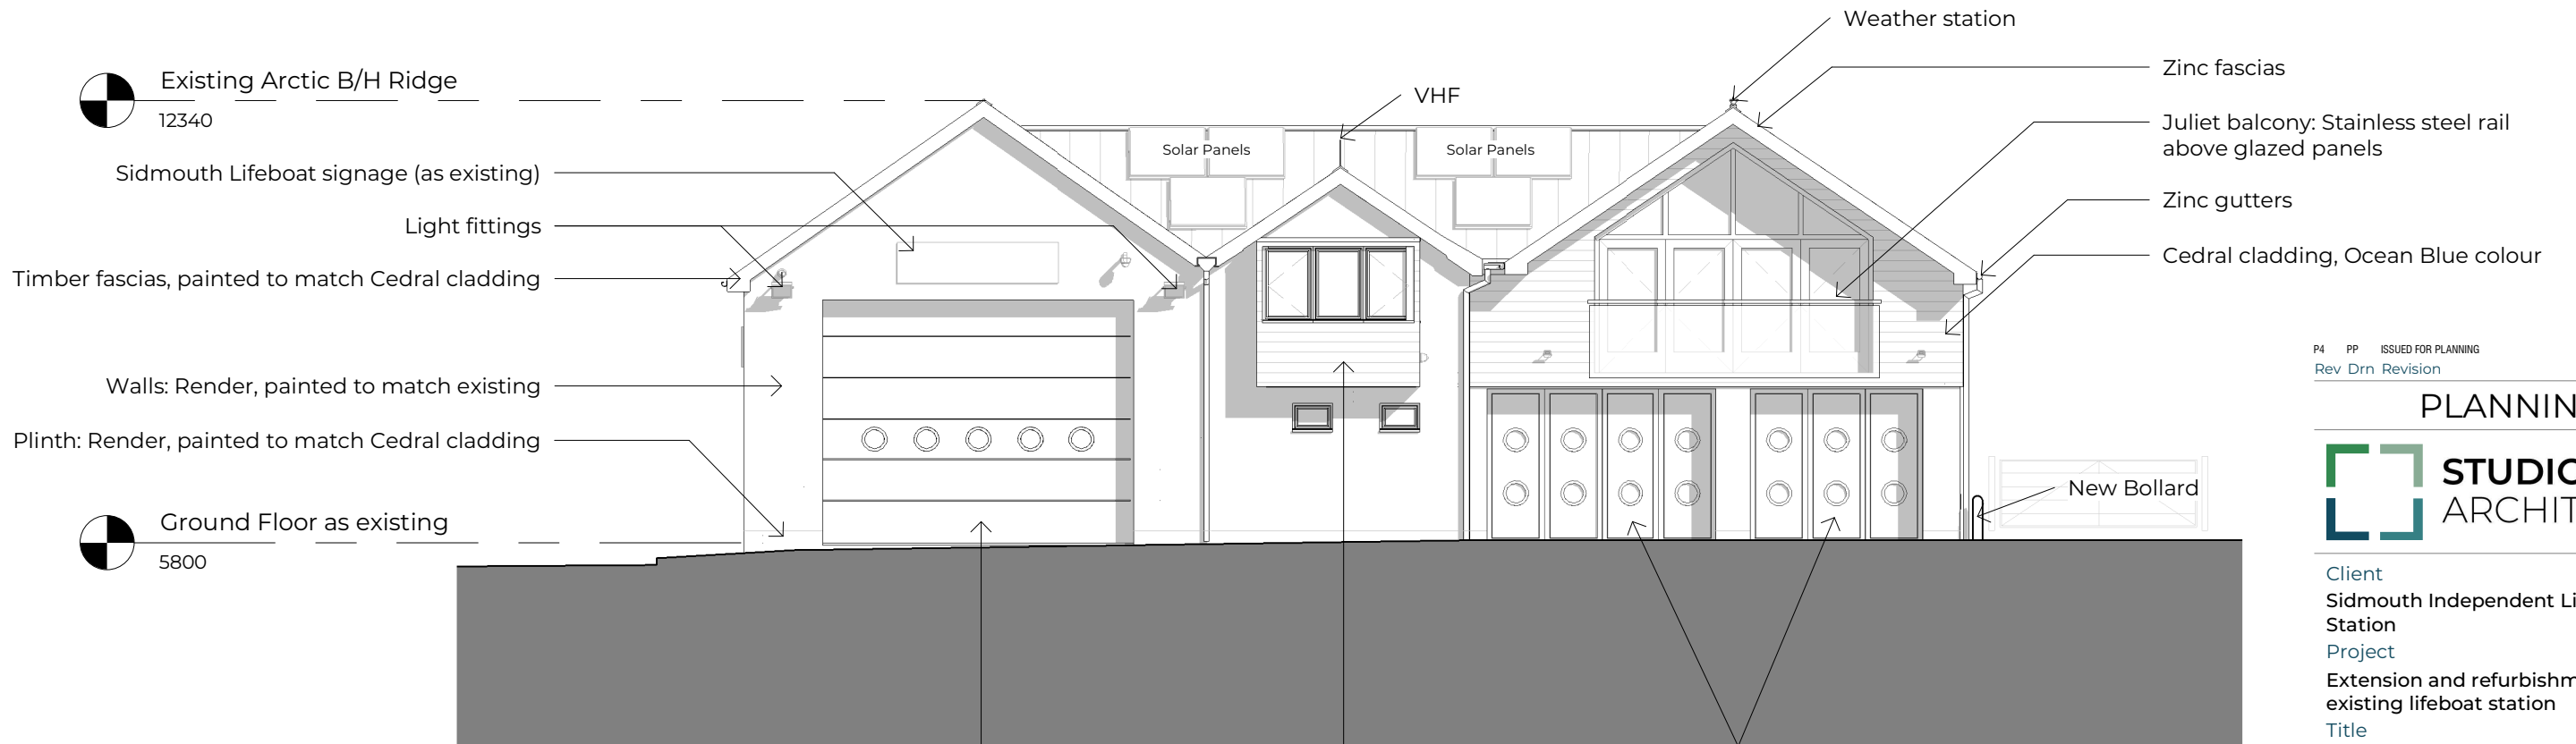 Weather station
Existing Arctic B/H Ridge
12340
Zinc fascias
VHF
Juliet balcony: Stainless steel rail
above glazed panels
Solar Panels
Solar Panels
Sidmouth Lifeboat signage (as existing)
Zinc gutters
Light fittings
Cedral cladding, Ocean Blue colour
Timber fascias, painted to match Cedral cladding
Walls: Render, painted to match existing
Plinth: Render, painted to match Cedral cladding
New Bollard
Ground Floor as existing
5800
P4 PP ISSUED FOR PLANNING
Rev Drn Revision
PLANNIN
STUDIO
ARCHIT
Client
Sidmouth Independent Li
Station
Project
Extension and refurbishm
existing lifeboat station
Title